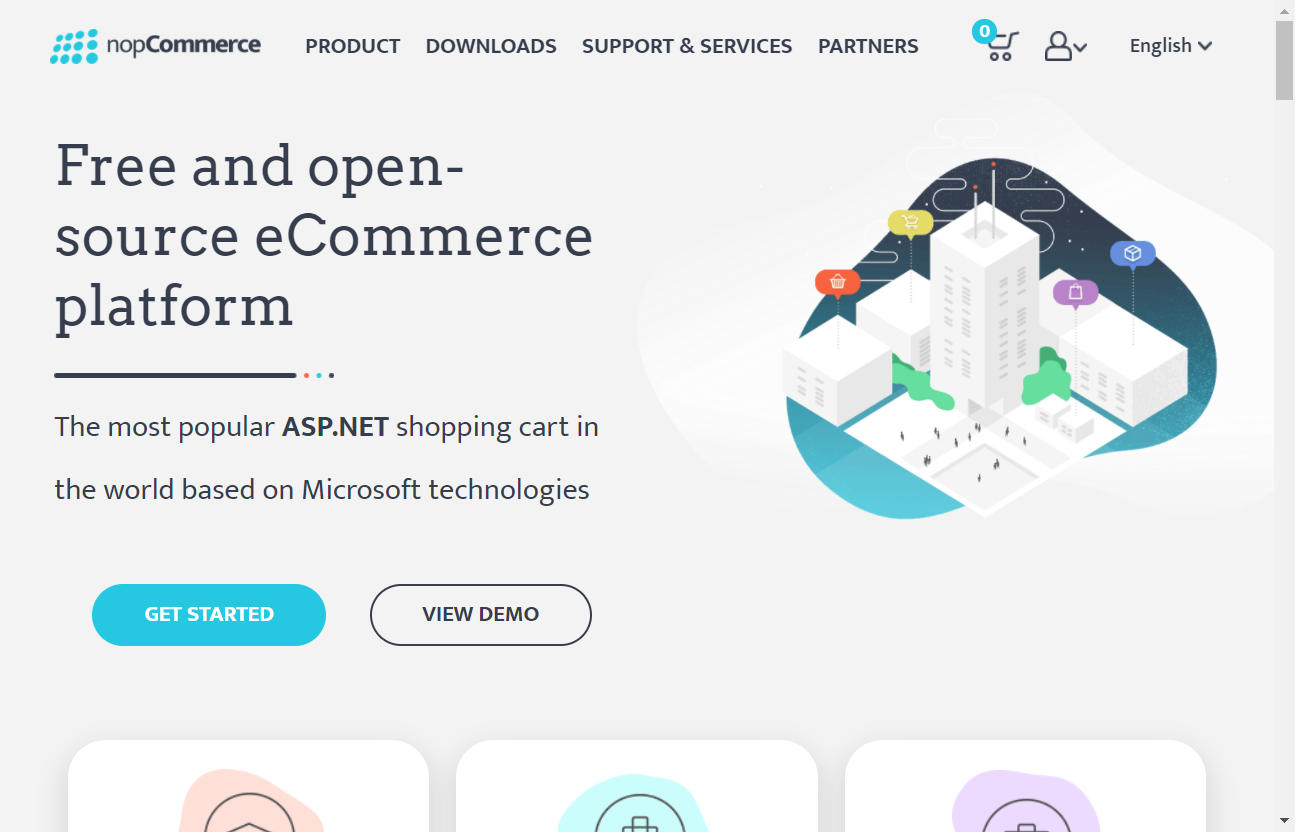 nopCommerce PRODUCT DOWNLOADS SUPPORT & SERVICES PARTNERS 0 English
Free and open-
source eCommerce
platform
The most popular ASP.NET shopping cart in
the world based on Microsoft technologies
GET STARTED VIEW DEMO